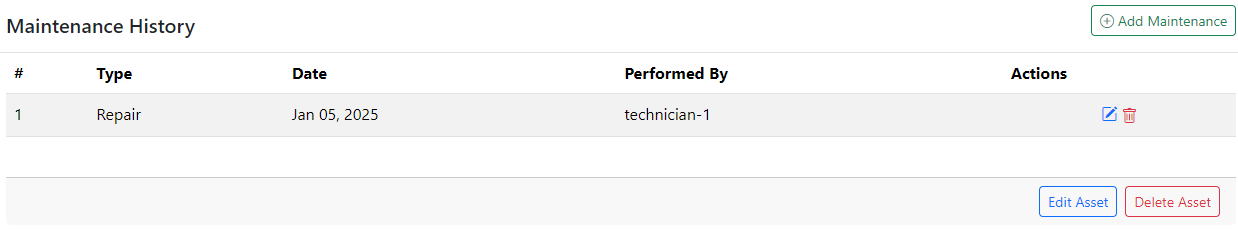 Maintenance History
Add Maintenance
# Type Date Performed By Actions
1 Repair Jan 05, 2025 technician-1
Edit Asset Delete Asset